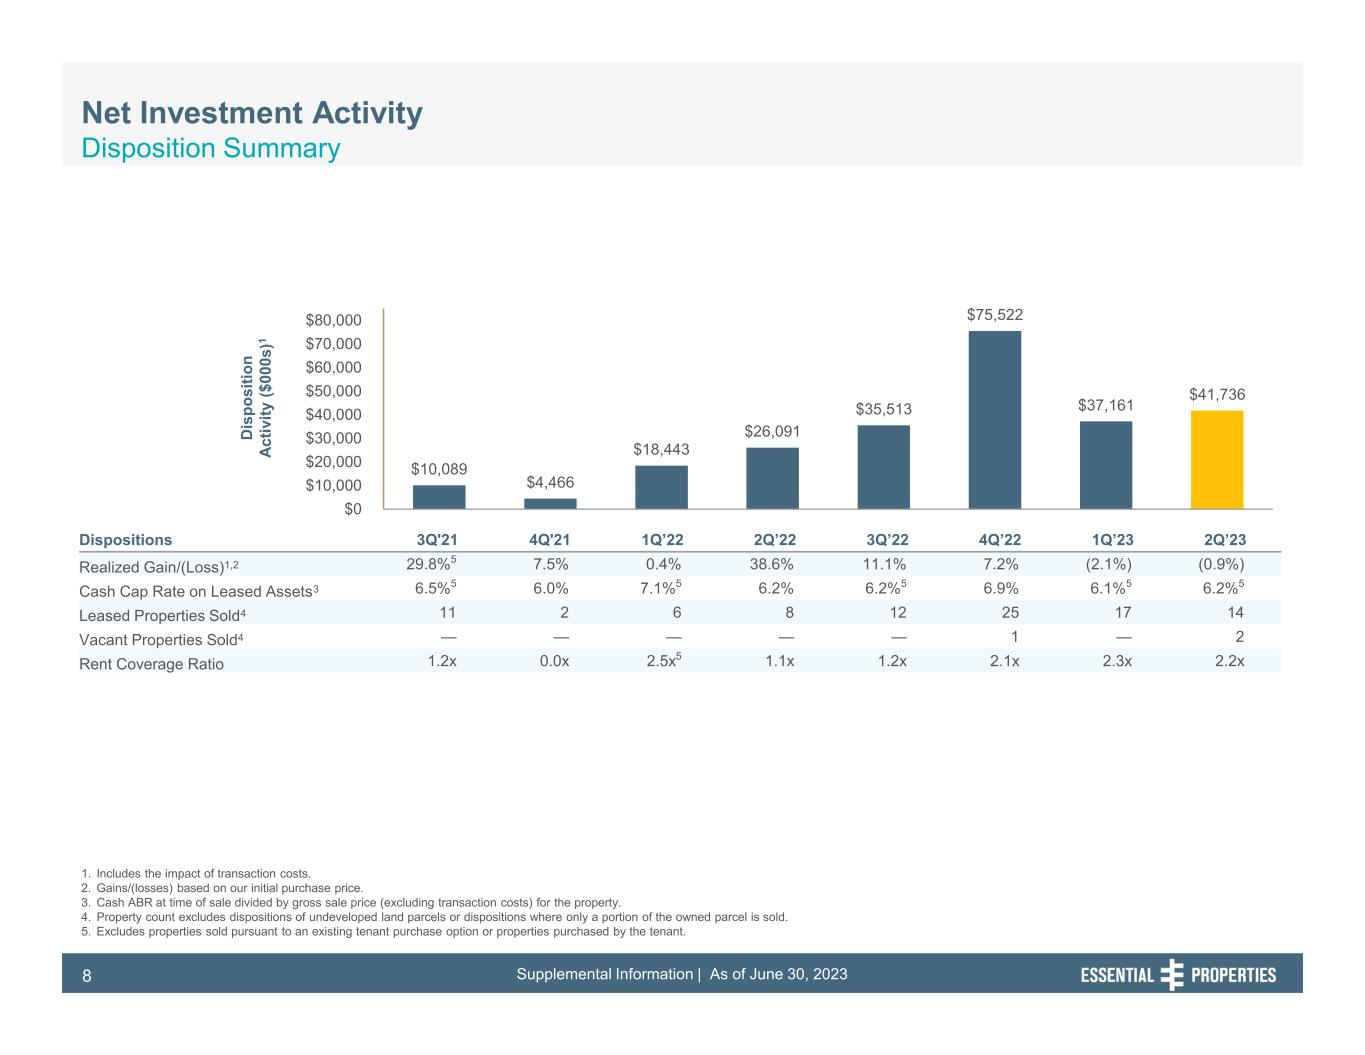 Net Investment Activity
Disposition Summary
Disposition
Activity ($000s)¹
$80,000
$70,000
$60,000
$50,000
$40,000
$30,000
$20,000
$10,000
$0
$10,089
$4,466
$18,443
$26,091
$35,513
$75,522
$37,161
$41,736
Dispositions 3Q'21 4Q'21 1Q’22 2Q’22 3Q’22 4Q’22 1Q’23 2Q’23
Realized Gain/(Loss)¹,² 29.8%⁵ 7.5% 0.4% 38.6% 11.1% 7.2% (2.1%) (0.9%)
Cash Cap Rate on Leased Assets³ 6.5%⁵ 6.0% 7.1%⁵ 6.2% 6.2%⁵ 6.9% 6.1%⁵ 6.2%⁵
Leased Properties Sold⁴ 11 2 6 8 12 25 17 14
Vacant Properties Sold⁴ — — — — — 1 — 2
Rent Coverage Ratio 1.2x 0.0x 2.5x⁵ 1.1x 1.2x 2.1x 2.3x 2.2x
1. Includes the impact of transaction costs.
2. Gains/(losses) based on our initial purchase price.
3. Cash ABR at time of sale divided by gross sale price (excluding transaction costs) for the property.
4. Property count excludes dispositions of undeveloped land parcels or dispositions where only a portion of the owned parcel is sold.
5. Excludes properties sold pursuant to an existing tenant purchase option or properties purchased by the tenant.
8 Supplemental Information | As of June 30, 2023 ESSENTIAL PROPERTIES